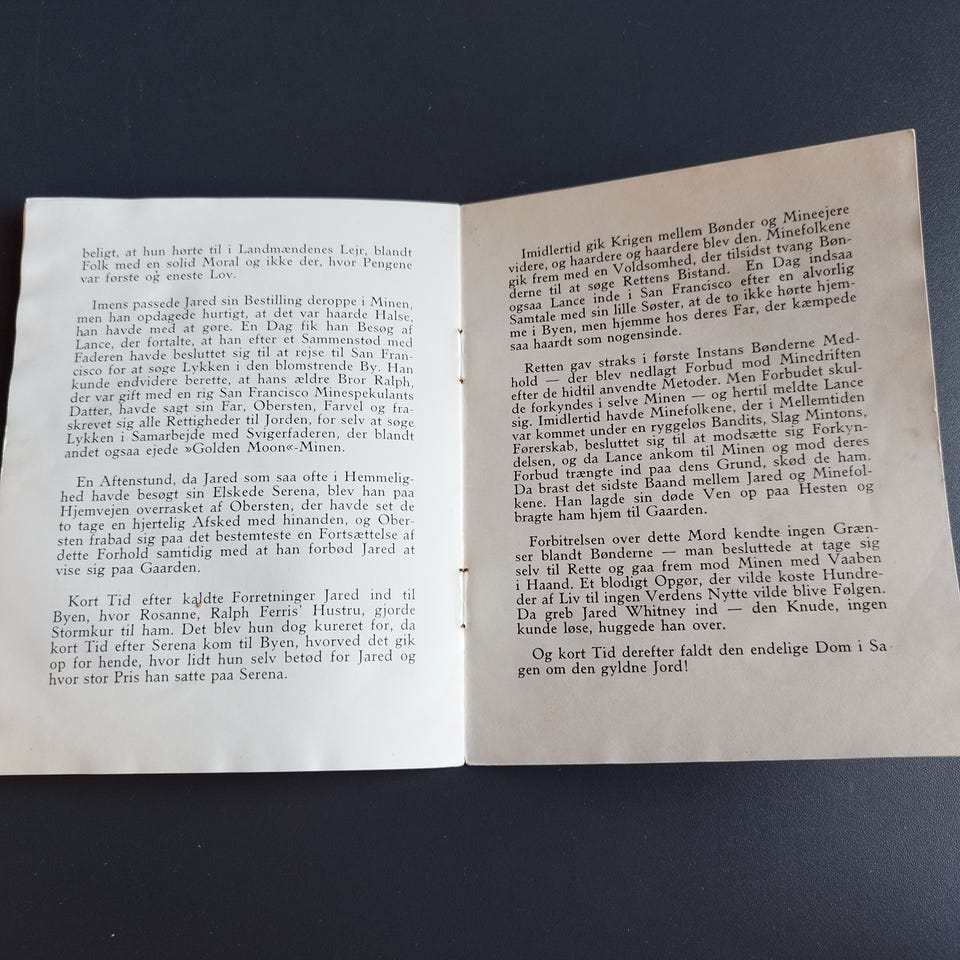 beligt, at hun hørte til i Landmændenes Lejr, blandt
Folk med en solid Moral og ikke der, hvor Pengene
var første og eneste Lov.
Imens passede Jared sin Bestilling deroppe i Minen,
men han opdagede hurtigt, at det var haarde Halse,
han havde med at gøre. En Dag fik han Besøg af
Lance, der fortalte, at han efter et Sammenstød med
Faderen havde besluttet sig til at rejse til San Fran-
cisco for at søge Lykken i den blomstrende By. Han
kunde endvidere berette, at hans ældre Bror Ralph,
der var gift med en rig San Francisco Minespekulants
Datter, havde sagt sin Far, Obersten, Farvel og fra-
skrevet sig alle Rettigheder til Jorden, for selv at søge
Lykken i Samarbejde med Svigerfaderen, der blandt
andet ogsaa ejede »Golden Moon«-Minen.
En Aftenstund, da Jared som saa ofte i Hemmelig-
hed havde besøgt sin Elskede Serena, blev han paa
Hjemvejen overrasket af Obersten, der havde set de
to tage en hjertelig Afsked med hinanden, og Ober-
sten frabad sig paa det bestemteste en Fortsættelse af
dette Forhold samtidig med at han forbød Jared at
vise sig paa Gaarden.
Kort Tid efter kaldte Forretninger Jared ind til
Byen, hvor Rosanne, Ralph Ferris' Hustru, gjorde
Stormkur til ham. Det blev hun dog kureret for, da
kort Tid efter Serena kom til Byen, hvorved det gik
op for hende, hvor lidt hun selv betød for Jared og
hvor stor Pris han satte paa Serena.
Imidlertid gik Krigen mellem Bønder og Mineejere
videre, og haardere og haardere blev den. Minefolkene
gik frem med en Voldsomhed, der tilsidst tvang Bøn-
derne til at søge Rettens Bistand. En Dag indsaa
ogsaa Lance inde i San Francisco efter en alvorlig
Samtale med sin lille Søster, at de to ikke hørte hjem-
me i Byen, men hjemme hos deres Far, der kæmpede
saa haardt som nogensinde.
Retten gav straks i første Instans Bønderne Med-
hold — der blev nedlagt Forbud mod Minedriften
efter de hidtil anvendte Metoder. Men Forbudet skul-
de forkyndes i selve Minen — og hertil meldte Lance
sig. Imidlertid havde Minefolkene, der i Mellemtiden
var kommet under en ryggeløs Bandits, Slag Mintons,
Førerskab, besluttet sig til at modsætte sig Forkyn-
delsen, og da Lance ankom til Minen og mod deres
Forbud trængte ind paa dens Grund, skød de ham.
Da brast det sidste Baand mellem Jared og Minefol-
kene. Han lagde sin døde Ven op paa Hesten og
bragte ham hjem til Gaarden.
Forbitrelsen over dette Mord kendte ingen Græn-
ser blandt Bønderne — man besluttede at tage sig
selv til Rette og gaa frem mod Minen med Vaaben
i Haand. Et blodigt Opgør, der vilde koste Hundre-
der af Liv til ingen Verdens Nytte vilde blive Følgen.
Da greb Jared Whitney ind — den Knude, ingen
kunde løse, huggede han over.
Og kort Tid derefter faldt den endelige Dom i Sa-
gen om den gyldne Jord!